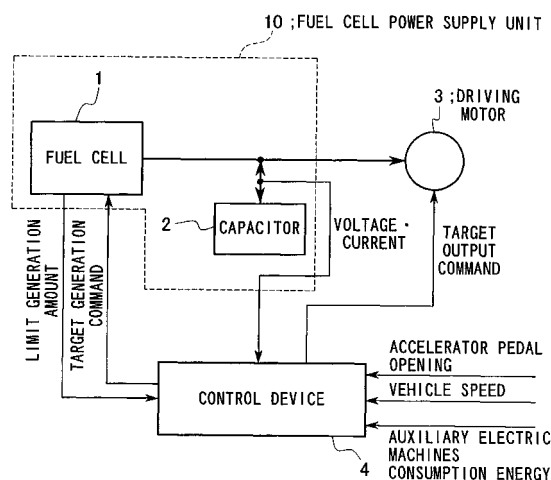 10 ;FUEL CELL POWER SUPPLY UNIT
1
3 ;DRIVING
MOTOR
FUEL CELL
2
CAPACITOR
VOLTAGE・
CURRENT
TARGET
OUTPUT
COMMAND
LIMIT GENERATION
AMOUNT
TARGET GENERATION
COMMAND
ACCELERATOR PEDAL
OPENING
CONTROL DEVICE
VEHICLE SPEED
AUXILIARY ELECTRIC
MACHINES
CONSUMPTION ENERGY
4